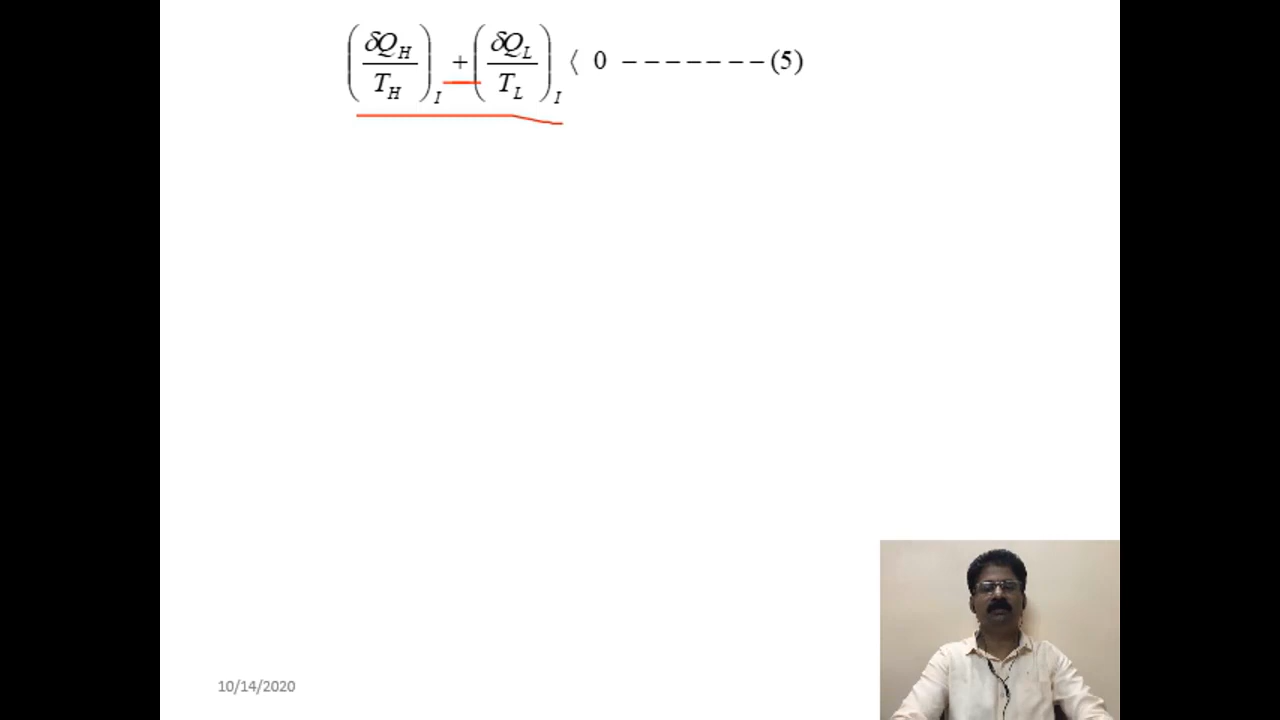 (δQ_H / T_H)_I + (δQ_L / T_L)_I ⟨ 0 −−−−−−−(5)
10/14/2020